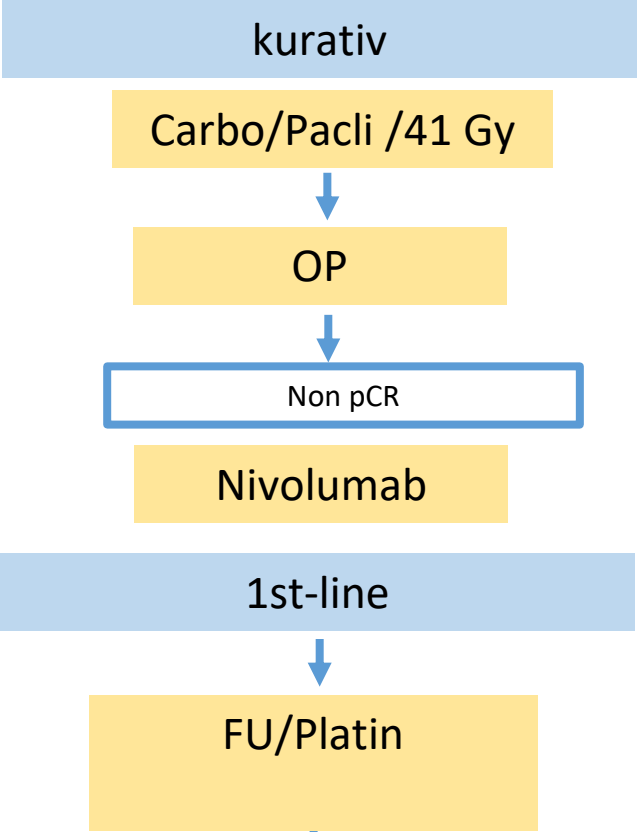 kurativ
Carbo/Pacli /41 Gy
OP
Non pCR
Nivolumab
1st-line
FU/Platin